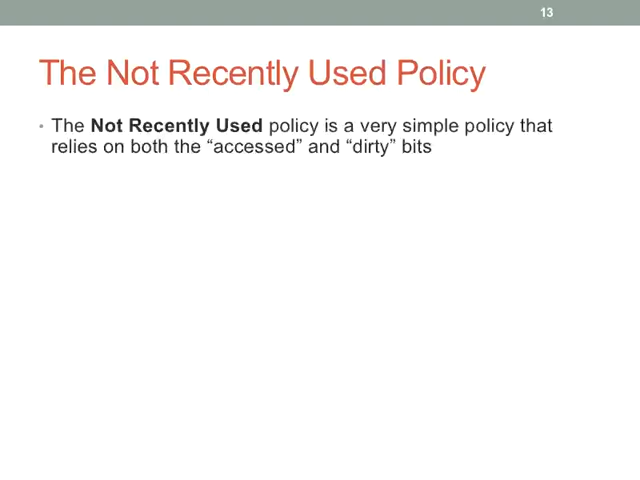 13
The Not Recently Used Policy
• The Not Recently Used policy is a very simple policy that
relies on both the “accessed” and “dirty” bits